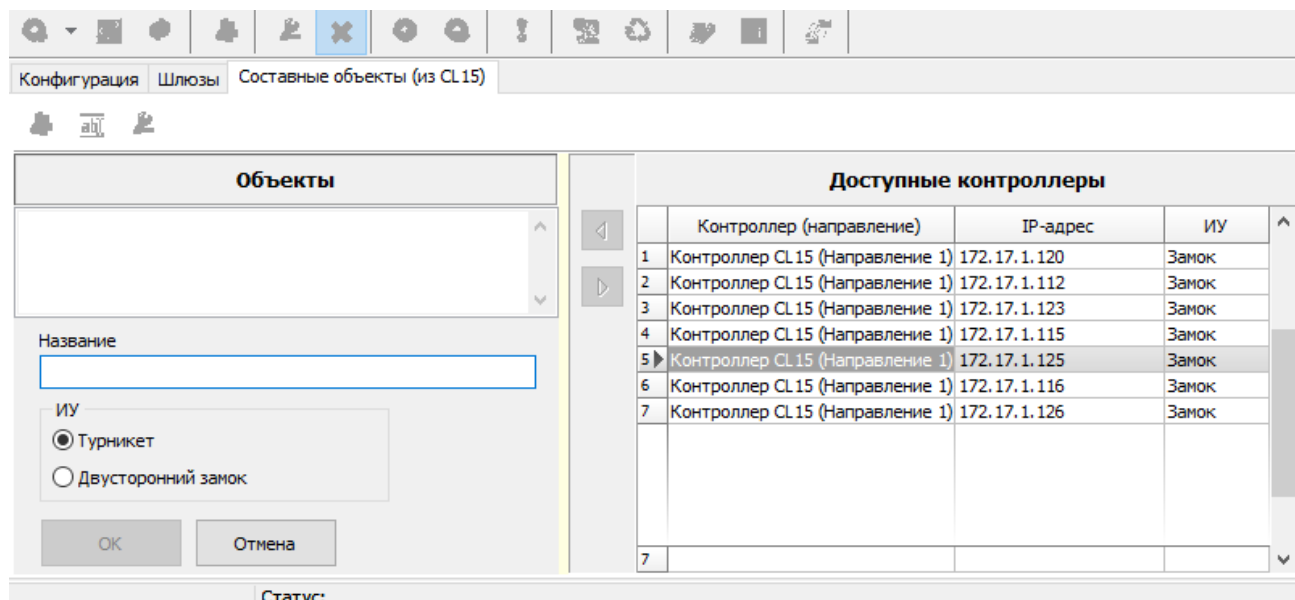 Конфигурация Шлюзы Составные объекты (из CL15)
abI
Объекты
Доступные контроллеры
Контроллер (направление) IP-адрес ИУ
1 Контроллер CL15 (Направление 1) 172.17.1.120 Замок
2 Контроллер CL15 (Направление 1) 172.17.1.112 Замок
3 Контроллер CL15 (Направление 1) 172.17.1.123 Замок
4 Контроллер CL15 (Направление 1) 172.17.1.115 Замок
5 Контроллер CL15 (Направление 1) 172.17.1.125 Замок
6 Контроллер CL15 (Направление 1) 172.17.1.116 Замок
7 Контроллер CL15 (Направление 1) 172.17.1.126 Замок
7
Название
ИУ
Турникет
Двусторонний замок
OK Отмена
Статус: